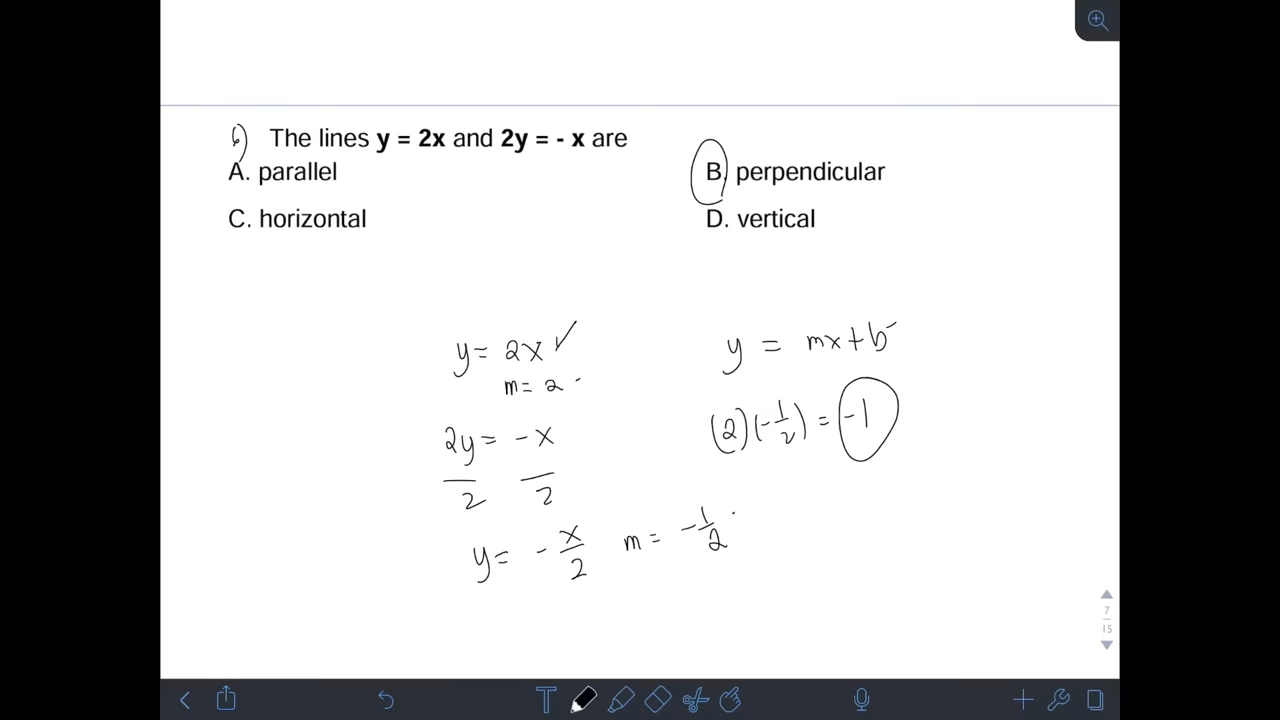 6) The lines y = 2x and 2y = - x are
A. parallel
B. perpendicular
C. horizontal
D. vertical
y = 2x ✓
m = 2
2y = -x
2 2
y = - x/2 m = -1/2
y = mx+b
(2)(-1/2) = -1
7
15
T